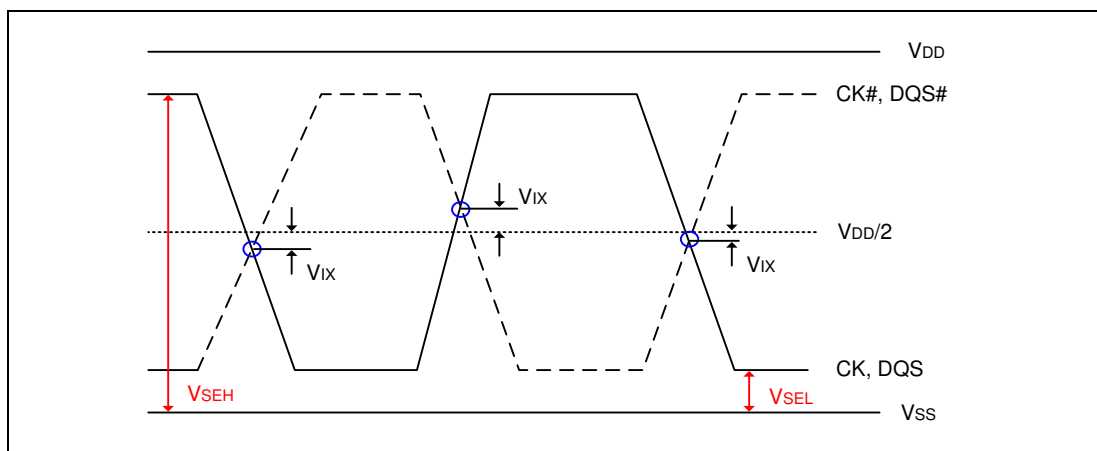 VDD
CK#, DQS#
VIX
VDD/2
VIX
VIX
CK, DQS
VSEH
VSEL
VSS